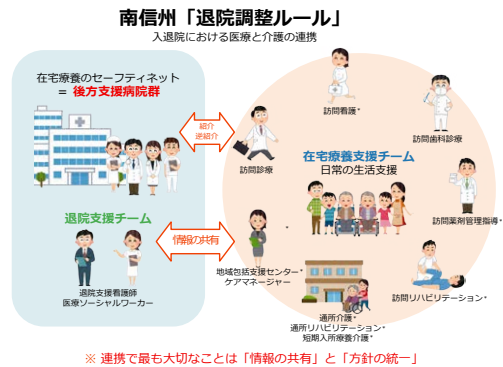 南信州「退院調整ルール」
入退院における医療と介護の連携
在宅療養のセーフティネット
= 後方支援病院群
紹介
逆紹介
退院支援チーム
退院支援看護師
医療ソーシャルワーカー
情報の共有
訪問看護*
訪問歯科診療
訪問診療
在宅療養支援チーム
日常の生活支援
訪問薬剤管理指導*
地域包括支援センター*
ケアマネージャー
訪問リハビリテーション*
通所介護*
通所リハビリテーション*
短期入所療養介護*
※ 連携で最も大切なことは「情報の共有」と「方針の統一」